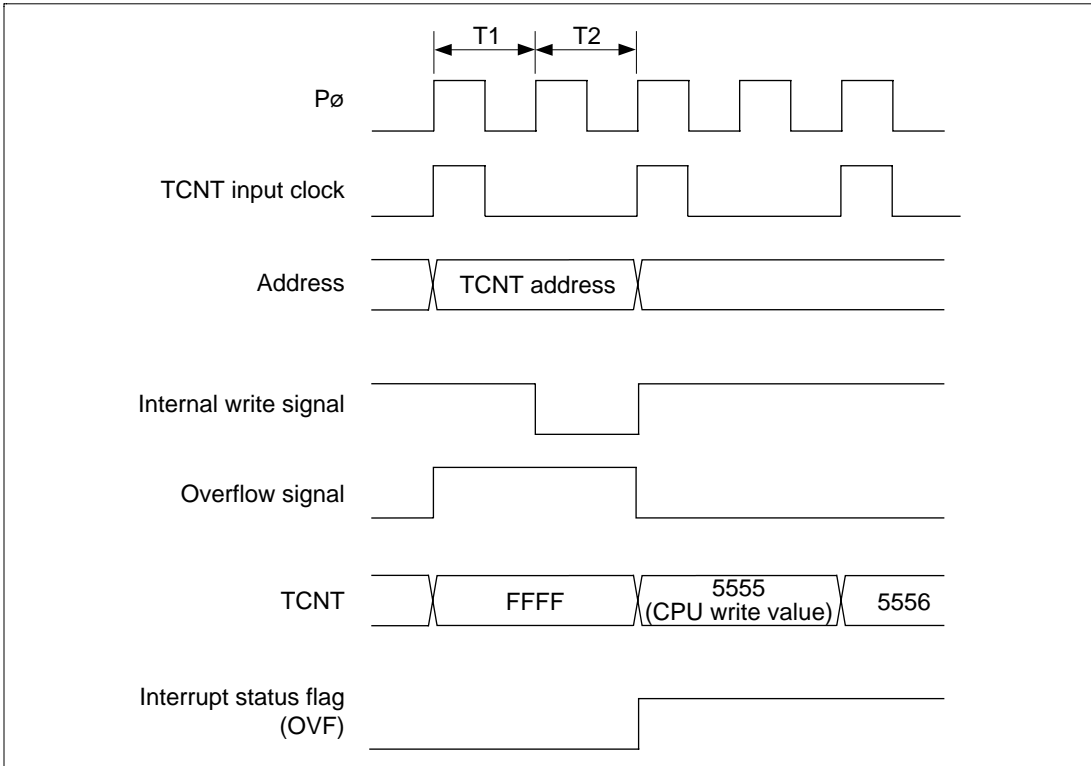 T1 T2
Pø
TCNT input clock
Address TCNT address
Internal write signal
Overflow signal
TCNT FFFF 5555 5556
(CPU write value)
Interrupt status flag
(OVF)